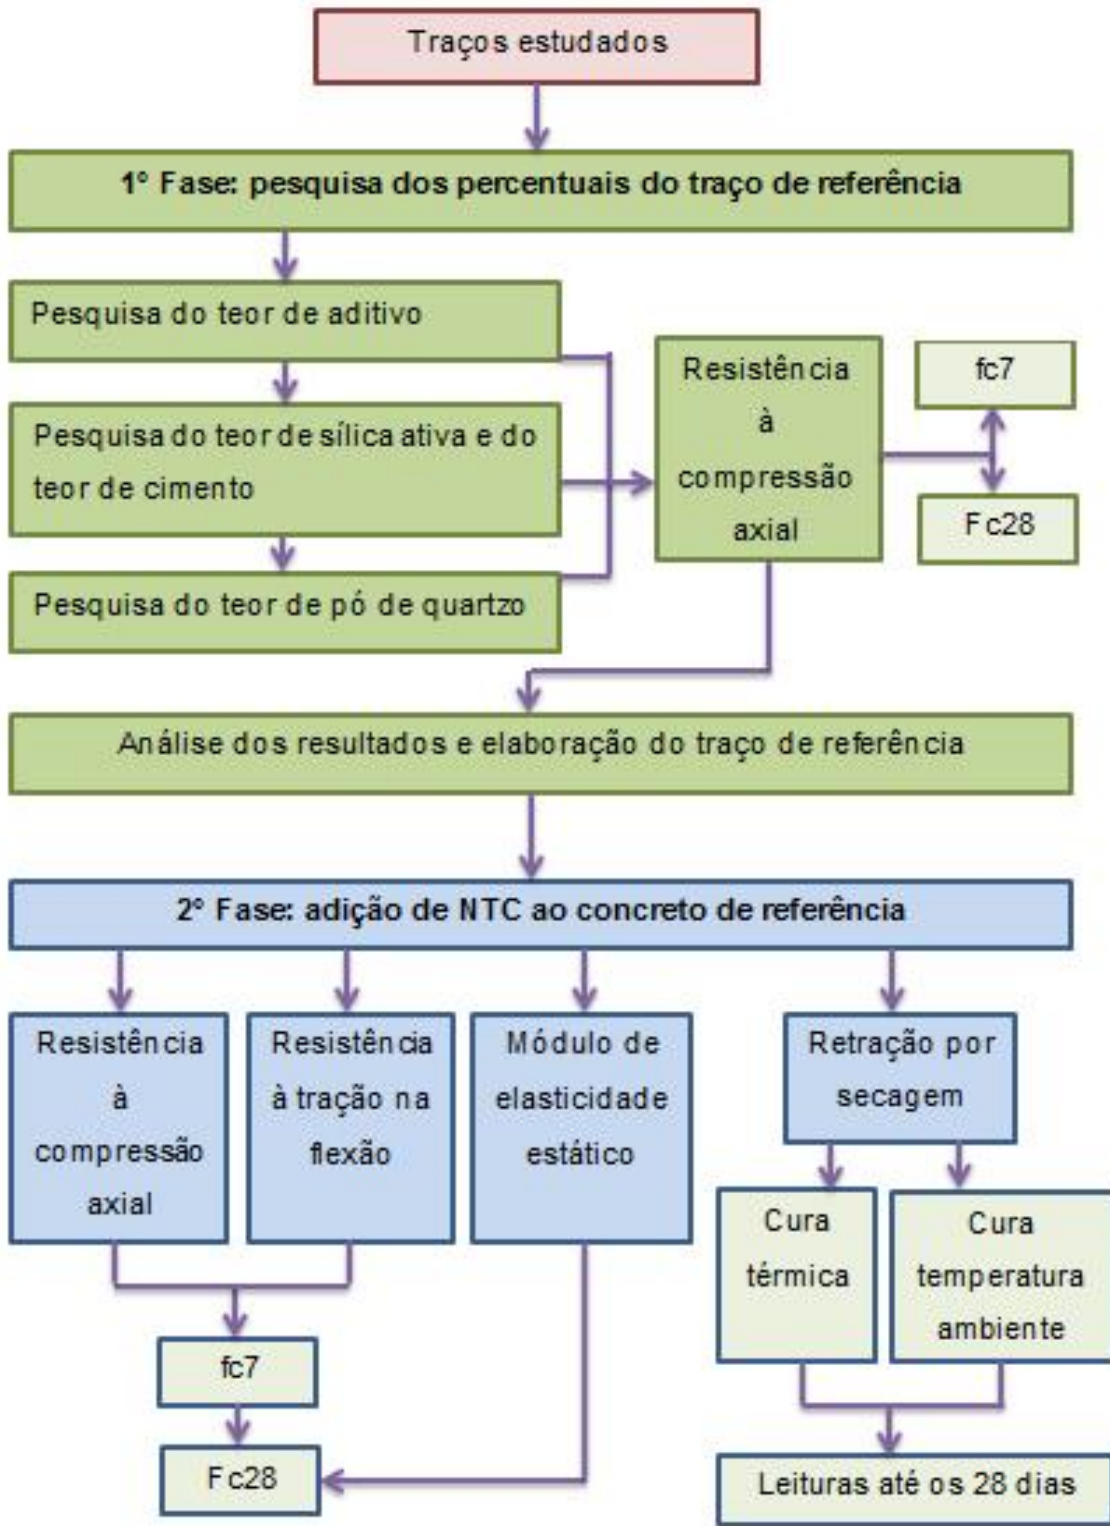 Traços estudados
1° Fase: pesquisa dos percentuais do traço de referência
Pesquisa do teor de aditivo
Pesquisa do teor de sílica ativa e do
teor de cimento
Pesquisa do teor de pó de quartzo
Resistência
à
compressão
axial
fc7
Fc28
Análise dos resultados e elaboração do traço de referência
2° Fase: adição de NTC ao concreto de referência
Resistência
à
compressão
axial
Resistência
à tração na
flexão
Módulo de
elasticidade
estático
Retração por
secagem
Cura
térmica
Cura
temperatura
ambiente
fc7
Fc28
Leituras até os 28 dias